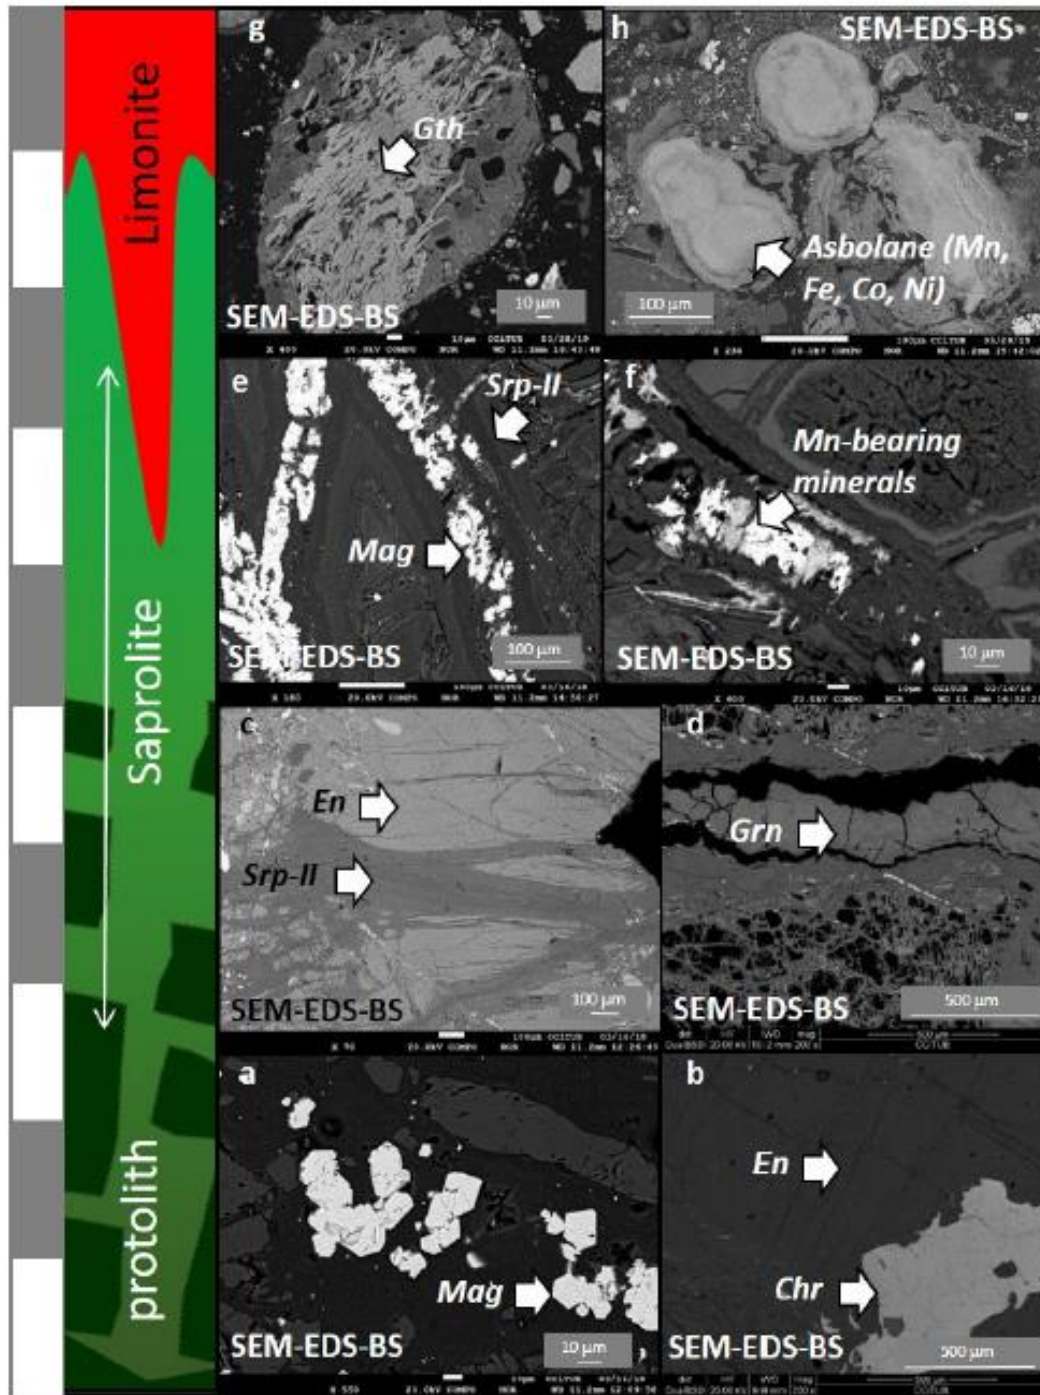 Limonite
Saprolite
protolith
g
Gth
SEM-EDS-BS
10 µm
h
SEM-EDS-BS
Asbolane (Mn,
Fe, Co, Ni)
100 µm
e
Srp-II
Mag
SEM-EDS-BS
100 µm
f
Mn-bearing
minerals
SEM-EDS-BS
10 µm
c
En
Srp-II
SEM-EDS-BS
100 µm
d
Grn
SEM-EDS-BS
500 µm
a
Mag
SEM-EDS-BS
10 µm
b
En
Chr
SEM-EDS-BS
500 µm